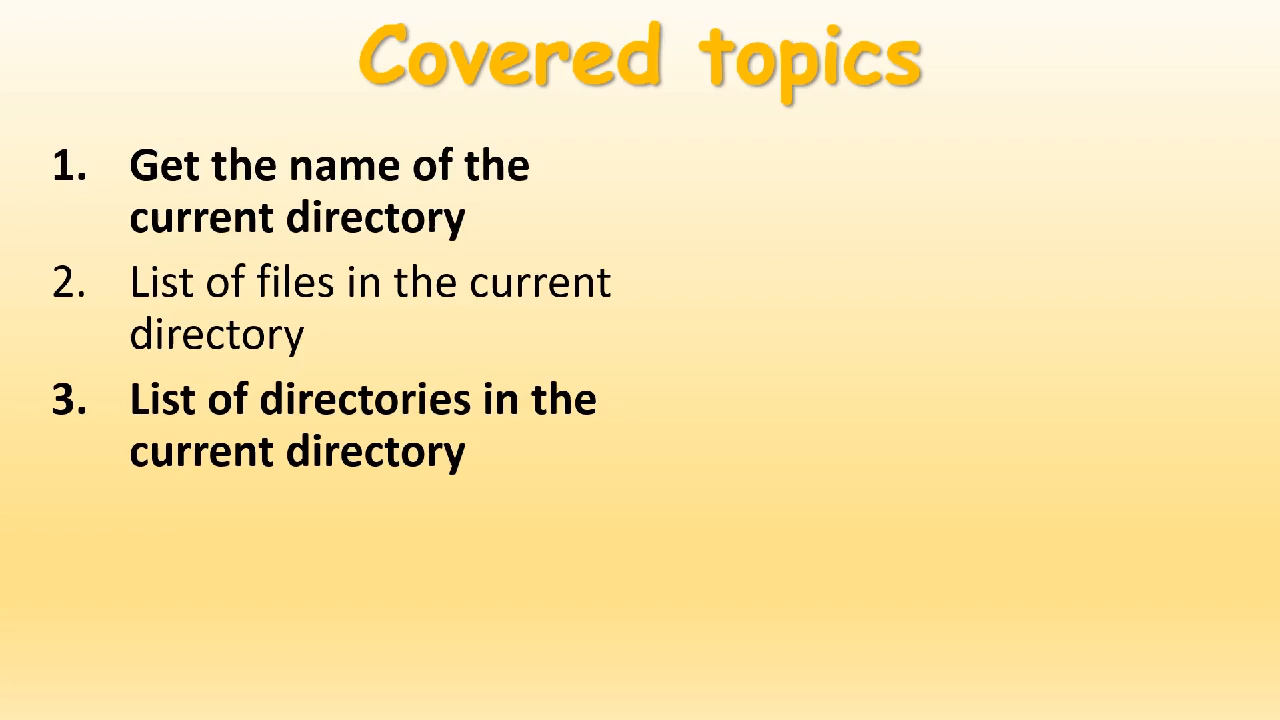 Covered topics
1. Get the name of the
current directory
2. List of files in the current
directory
3. List of directories in the
current directory